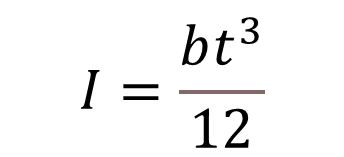 I = bt³/12